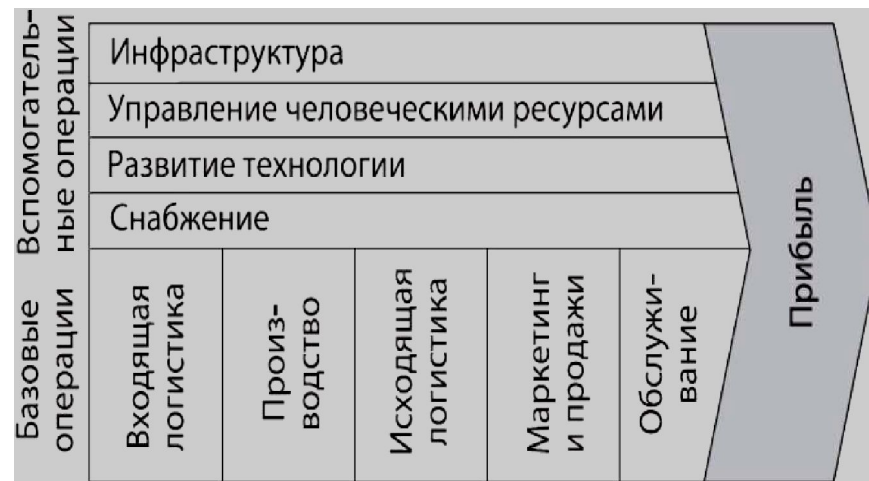 Вспомогатель-
ные операции
Инфраструктура
Управление человеческими ресурсами
Развитие технологии
Снабжение
Базовые
операции
Входящая
логистика
Произ-
водство
Исходящая
логистика
Маркетинг
и продажи
Обслужи-
вание
Прибыль